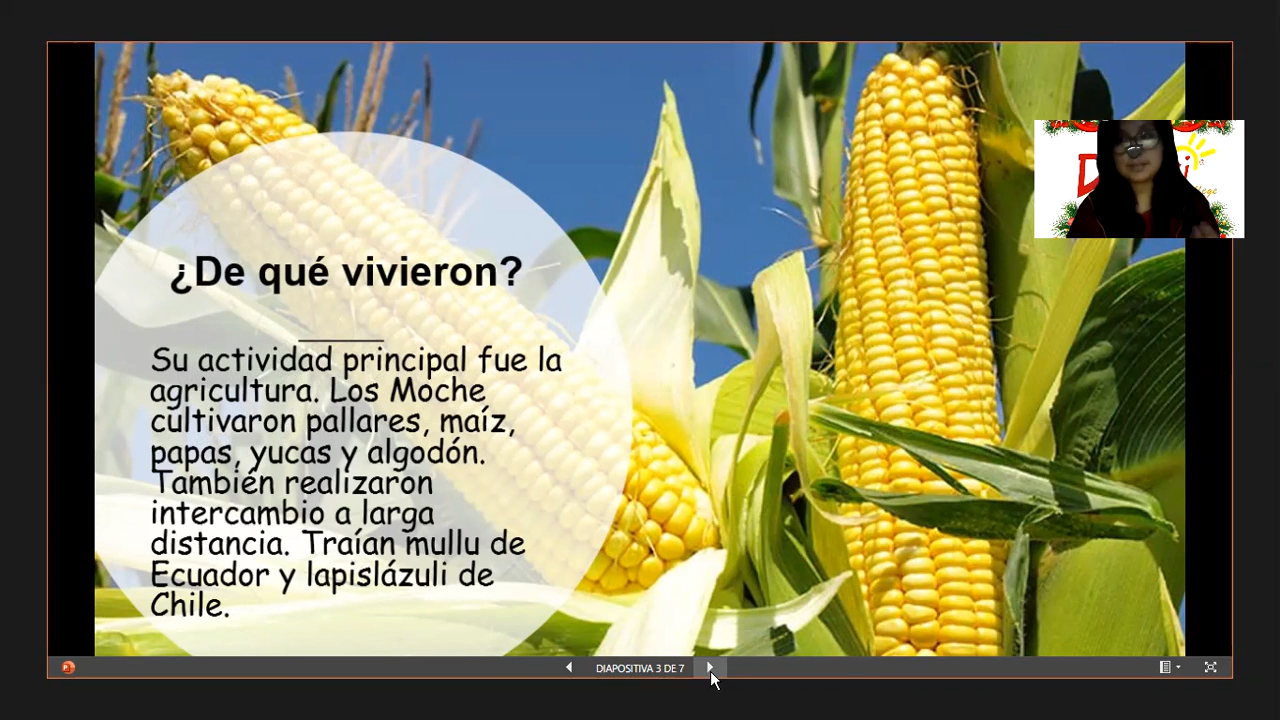 ¿De qué vivieron?
Su actividad principal fue la
agricultura. Los Moche
cultivaron pallares, maíz,
papas, yucas y algodón.
También realizaron
intercambio a larga
distancia. Traían mullu de
Ecuador y lapislázuli de
Chile.
DIAPOSITIVA 3 DE 7